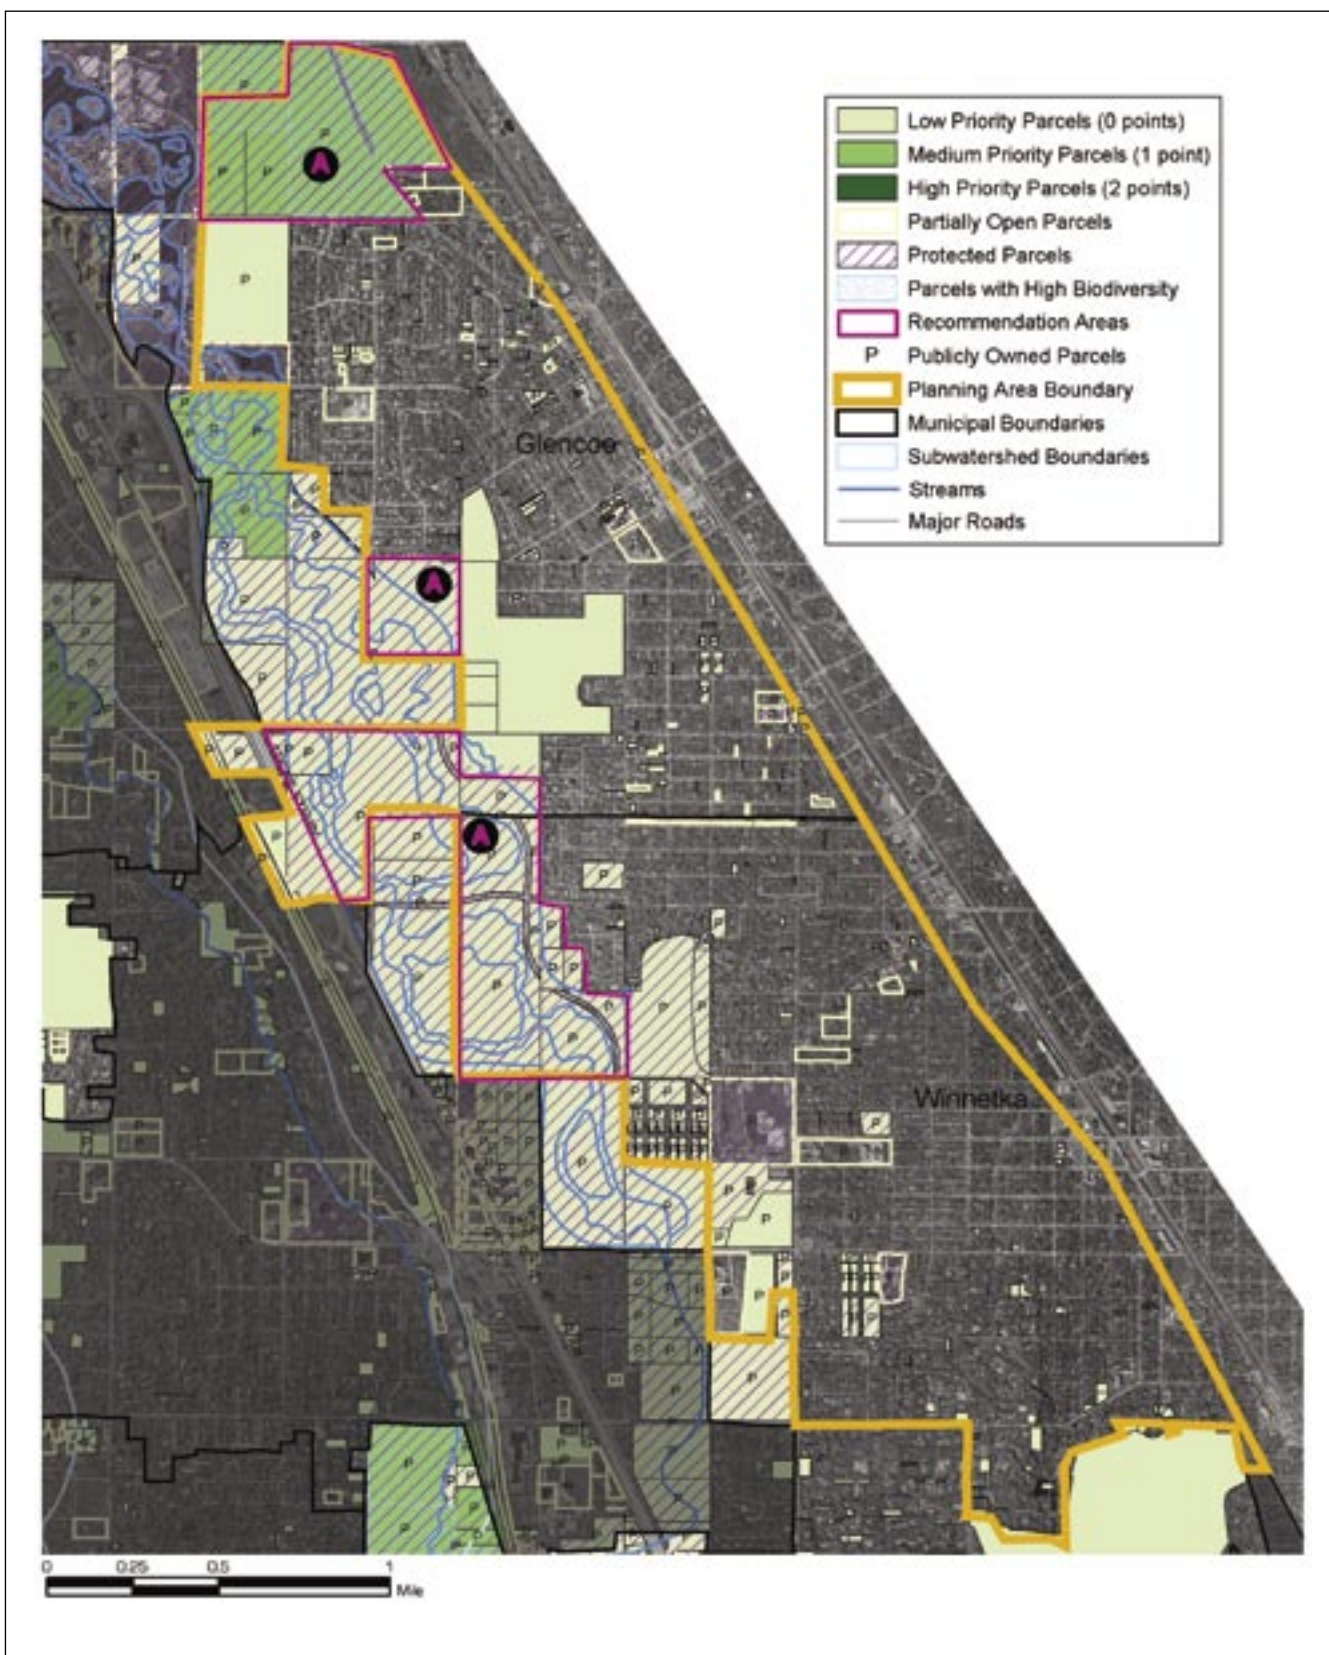 Low Priority Parcels (0 points)
Medium Priority Parcels (1 point)
High Priority Parcels (2 points)
Partially Open Parcels
Protected Parcels
Parcels with High Biodiversity
Recommendation Areas
P Publicly Owned Parcels
Planning Area Boundary
Municipal Boundaries
Subwatershed Boundaries
Streams
Major Roads
A
Glencoe
A
A
Winnetka
0 0.25 0.5 1
Mile